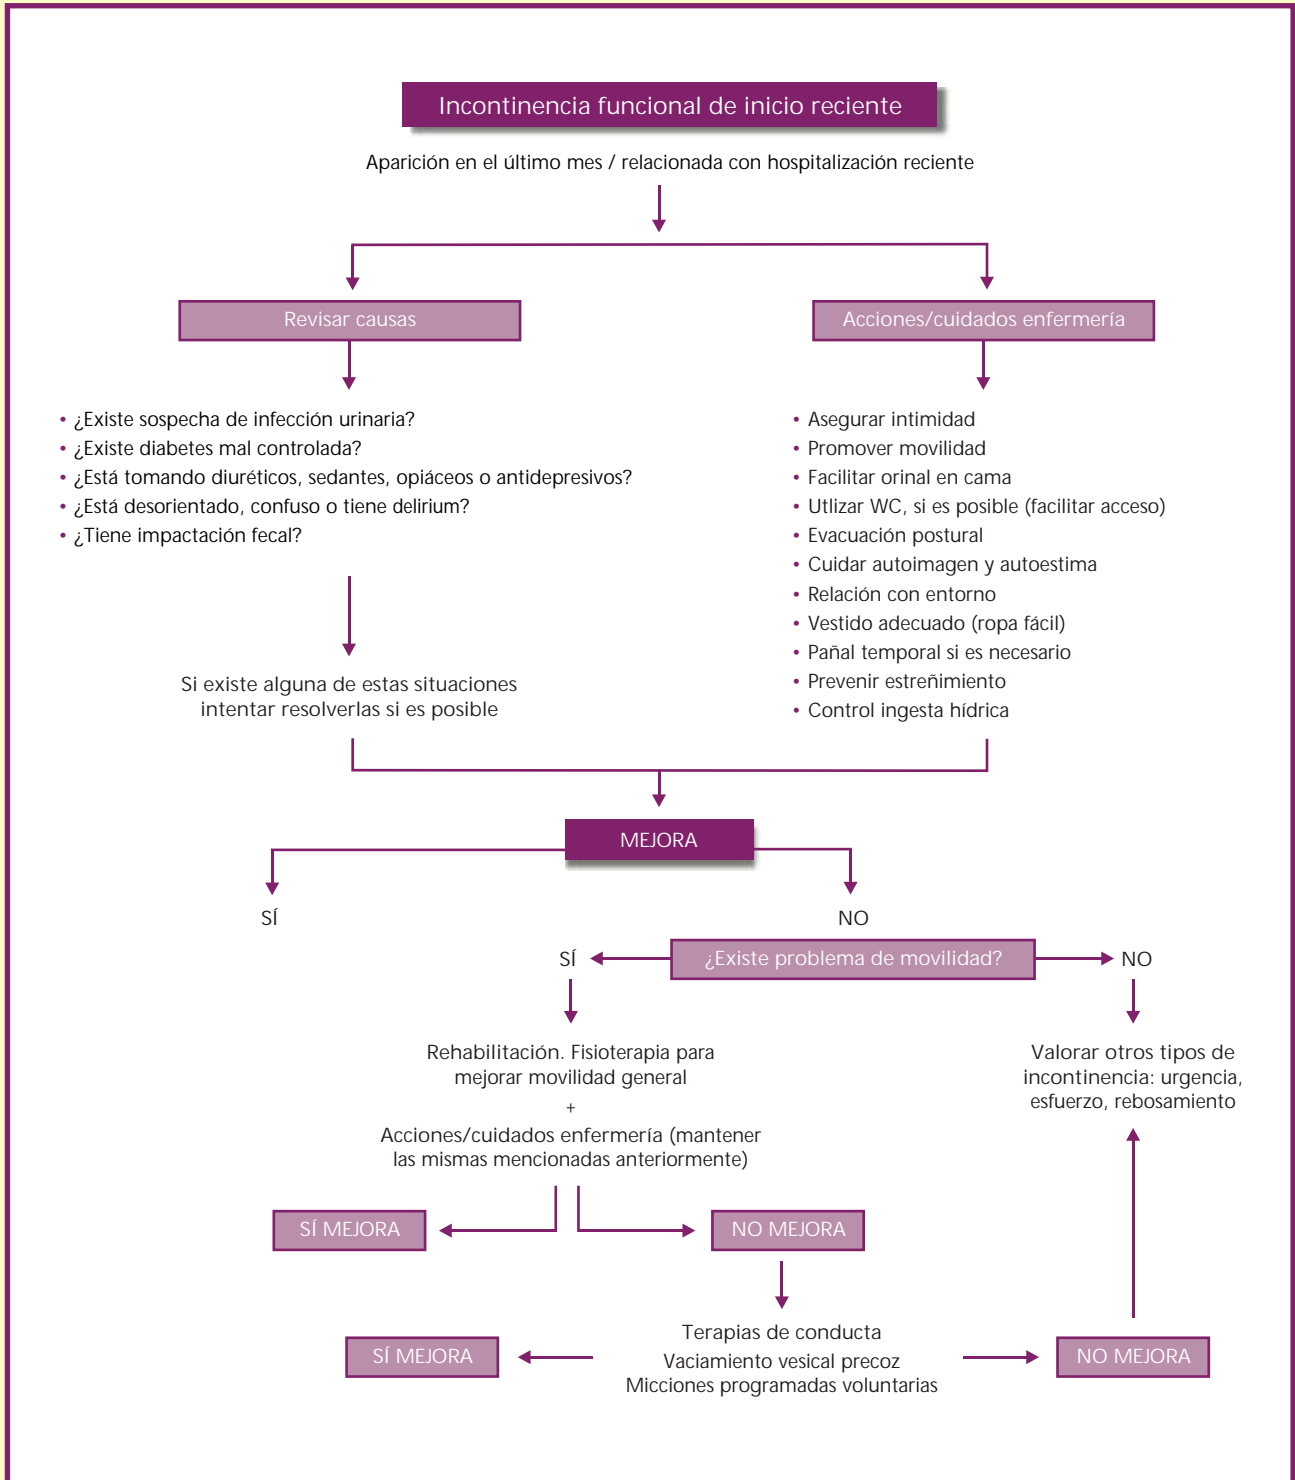 Incontinencia funcional de inicio reciente
Aparición en el último mes / relacionada con hospitalización reciente
Revisar causas
• ¿Existe sospecha de infección urinaria?
• ¿Existe diabetes mal controlada?
• ¿Está tomando diuréticos, sedantes, opiáceos o antidepresivos?
• ¿Está desorientado, confuso o tiene delirium?
• ¿Tiene impactación fecal?
Si existe alguna de estas situaciones
intentar resolverlas si es posible
Acciones/cuidados enfermería
• Asegurar intimidad
• Promover movilidad
• Facilitar orinal en cama
• Utlizar WC, si es posible (facilitar acceso)
• Evacuación postural
• Cuidar autoimagen y autoestima
• Relación con entorno
• Vestido adecuado (ropa fácil)
• Pañal temporal si es necesario
• Prevenir estreñimiento
• Control ingesta hídrica
MEJORA
SÍ
NO
SÍ
¿Existe problema de movilidad?
NO
Rehabilitación. Fisioterapia para
mejorar movilidad general
+
Acciones/cuidados enfermería (mantener
las mismas mencionadas anteriormente)
Valorar otros tipos de
incontinencia: urgencia,
esfuerzo, rebosamiento
SÍ MEJORA
NO MEJORA
Terapias de conducta
Vaciamiento vesical precoz
Micciones programadas voluntarias
SÍ MEJORA
NO MEJORA